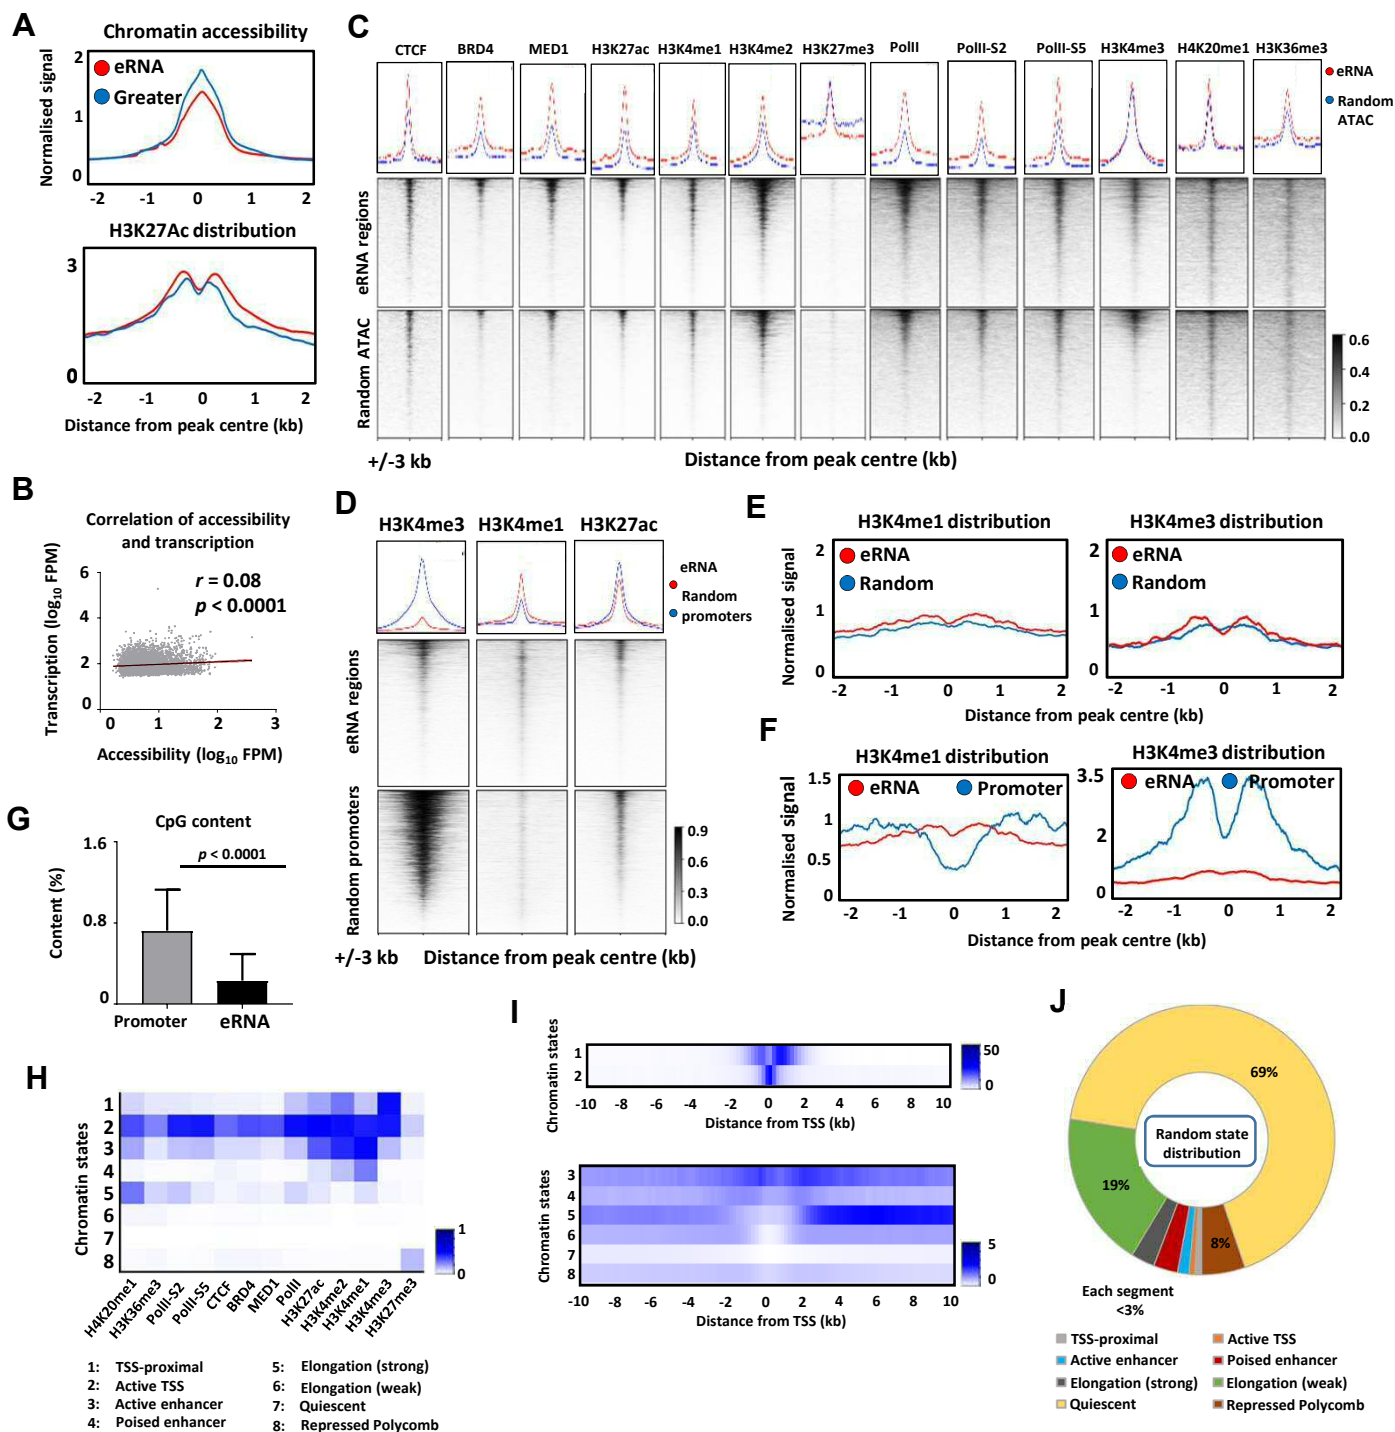 A
Chromatin accessibility
Normalised signal
2
1
0
eRNA
Greater
-2 -1 0 1 2
H3K27Ac distribution
3
0
-2 -1 0 1 2
Distance from peak centre (kb)
B
Correlation of accessibility
and transcription
Transcription (log10 FPM)
6
4
2
0
r = 0.08
p < 0.0001
0 1 2 3
Accessibility (log10 FPM)
C
CTCF BRD4 MED1 H3K27ac H3K4me1 H3K4me2 H3K27me3 PolII PolII-S2 PolII-S5 H3K4me3 H4K20me1 H3K36me3
eRNA
Random
ATAC
eRNA regions
Random ATAC
0.6
0.4
0.2
0.0
+/-3 kb Distance from peak centre (kb)
D
H3K4me3 H3K4me1 H3K27ac
eRNA
Random
promoters
eRNA regions
Random promoters
0.9
0.6
0.3
0.0
+/-3 kb Distance from peak centre (kb)
E
H3K4me1 distribution H3K4me3 distribution
Normalised signal
2
1
0
eRNA
Random
-2 -1 0 1 2
2
1
0
eRNA
Random
-2 -1 0 1 2
Distance from peak centre (kb)
F
H3K4me1 distribution H3K4me3 distribution
Normalised signal
1.5
1
0.5
0
eRNA Promoter
-2 -1 0 1 2
3.5
2
0
eRNA Promoter
-2 -1 0 1 2
Distance from peak centre (kb)
G
CpG content
Content (%)
1.6
0.8
0
p < 0.0001
Promoter eRNA
H
Chromatin states
1
2
3
4
5
6
7
8
1
0
H4K20me1
H3K36me3
PolII-S2
PolII-S5
CTCF
BRD4
MED1
PolII
H3K27ac
H3K4me2
H3K4me1
H3K4me3
H3K27me3
1: TSS-proximal
2: Active TSS
3: Active enhancer
4: Poised enhancer
5: Elongation (strong)
6: Elongation (weak)
7: Quiescent
8: Repressed Polycomb
I
Chromatin states
1
2
50
0
-10 -8 -6 -4 -2 0 2 4 6 8 10
Distance from TSS (kb)
Chromatin states
3
4
5
6
7
8
5
0
-10 -8 -6 -4 -2 0 2 4 6 8 10
Distance from TSS (kb)
J
69%
19%
8%
Random state
distribution
Each segment
<3%
TSS-proximal Active TSS
Active enhancer Poised enhancer
Elongation (strong) Elongation (weak)
Quiescent Repressed Polycomb